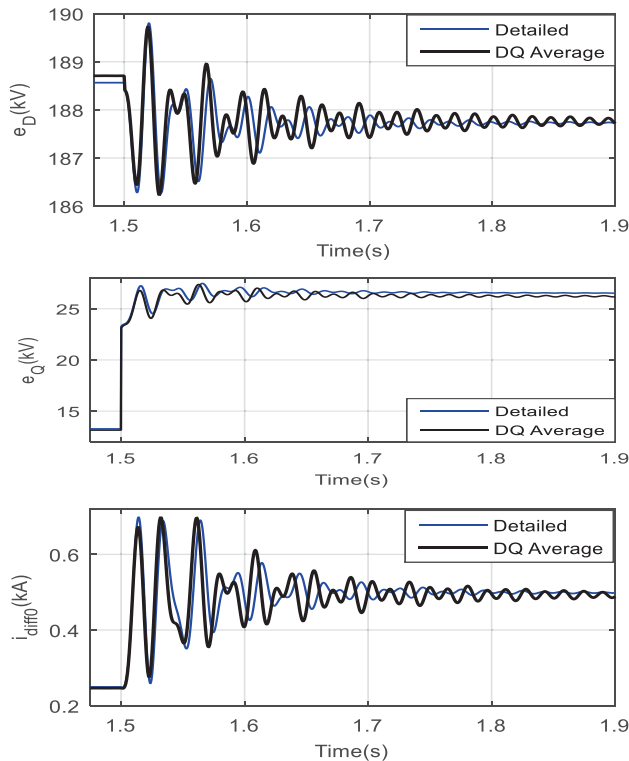 190
189
188
187
186
e_D(kV)
Detailed
DQ Average
1.5 1.6 1.7 1.8 1.9
Time(s)
25
20
15
e_Q(kV)
Detailed
DQ Average
1.5 1.6 1.7 1.8 1.9
Time(s)
0.6
0.4
0.2
i_diff0(kA)
Detailed
DQ Average
1.5 1.6 1.7 1.8 1.9
Time(s)